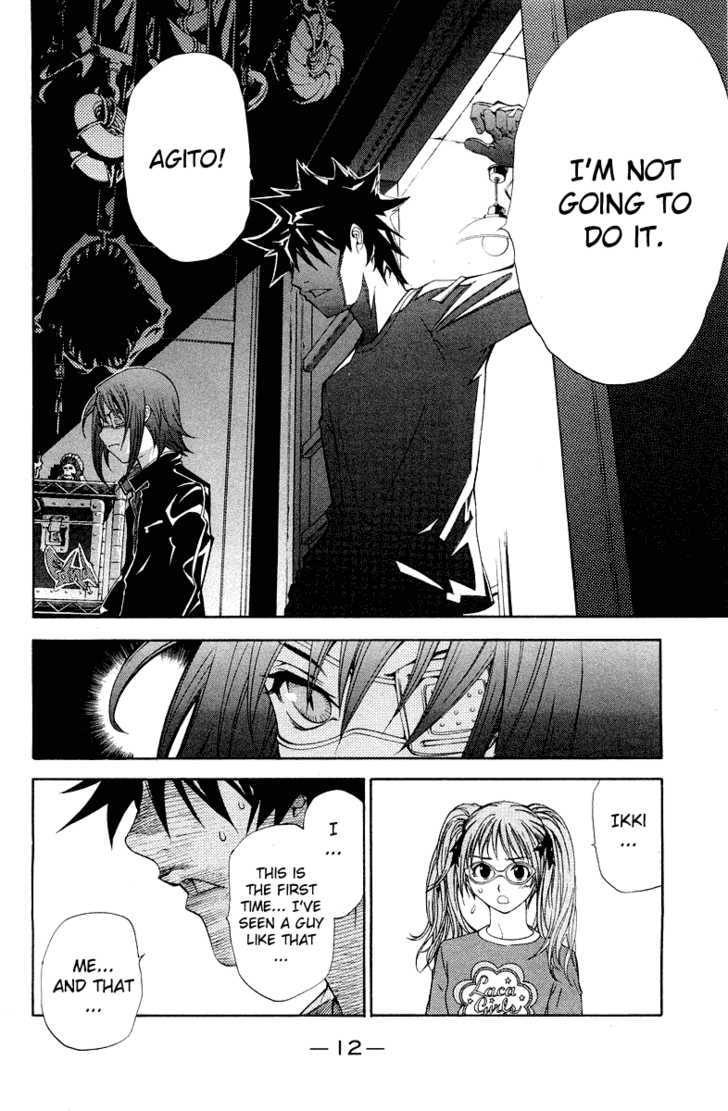 I'M NOT
GOING TO
DO IT.
AGITO!
IKKI
...
I
...
THIS IS
THE FIRST
TIME... I'VE
SEEN A GUY
LIKE THAT
...
ME...
AND THAT
...
Laca
Girls
—12—